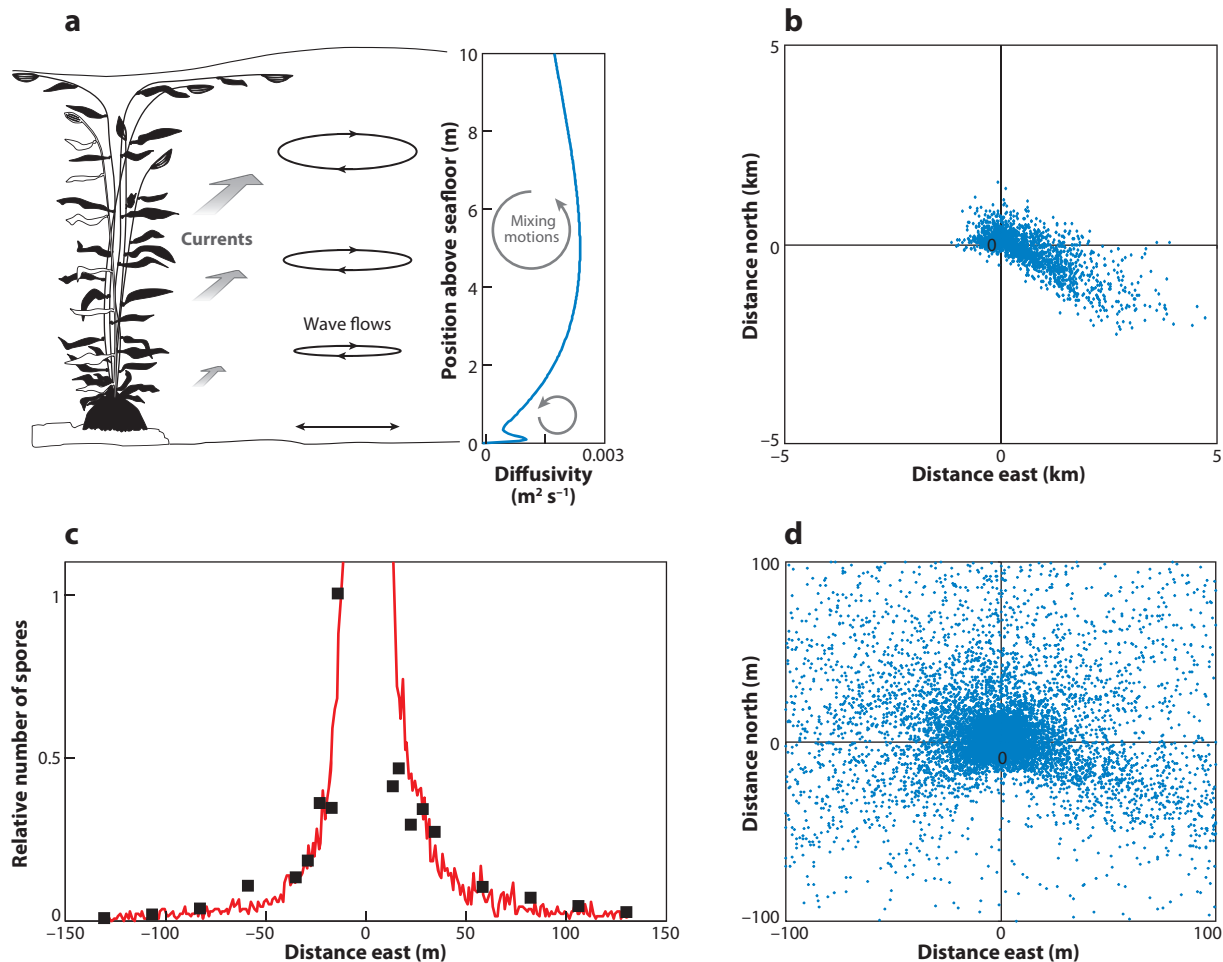 a
Position above seafloor (m)
10
8
6
4
2
0
0
0.003
Diffusivity
(m² s⁻¹)
Mixing
motions
Currents
Wave flows
b
Distance north (km)
5
0
−5
0
−5
0
5
Distance east (km)
c
Relative number of spores
1
0.5
0
−150
−100
−50
0
50
100
150
Distance east (m)
d
Distance north (m)
100
0
−100
0
−100
0
100
Distance east (m)